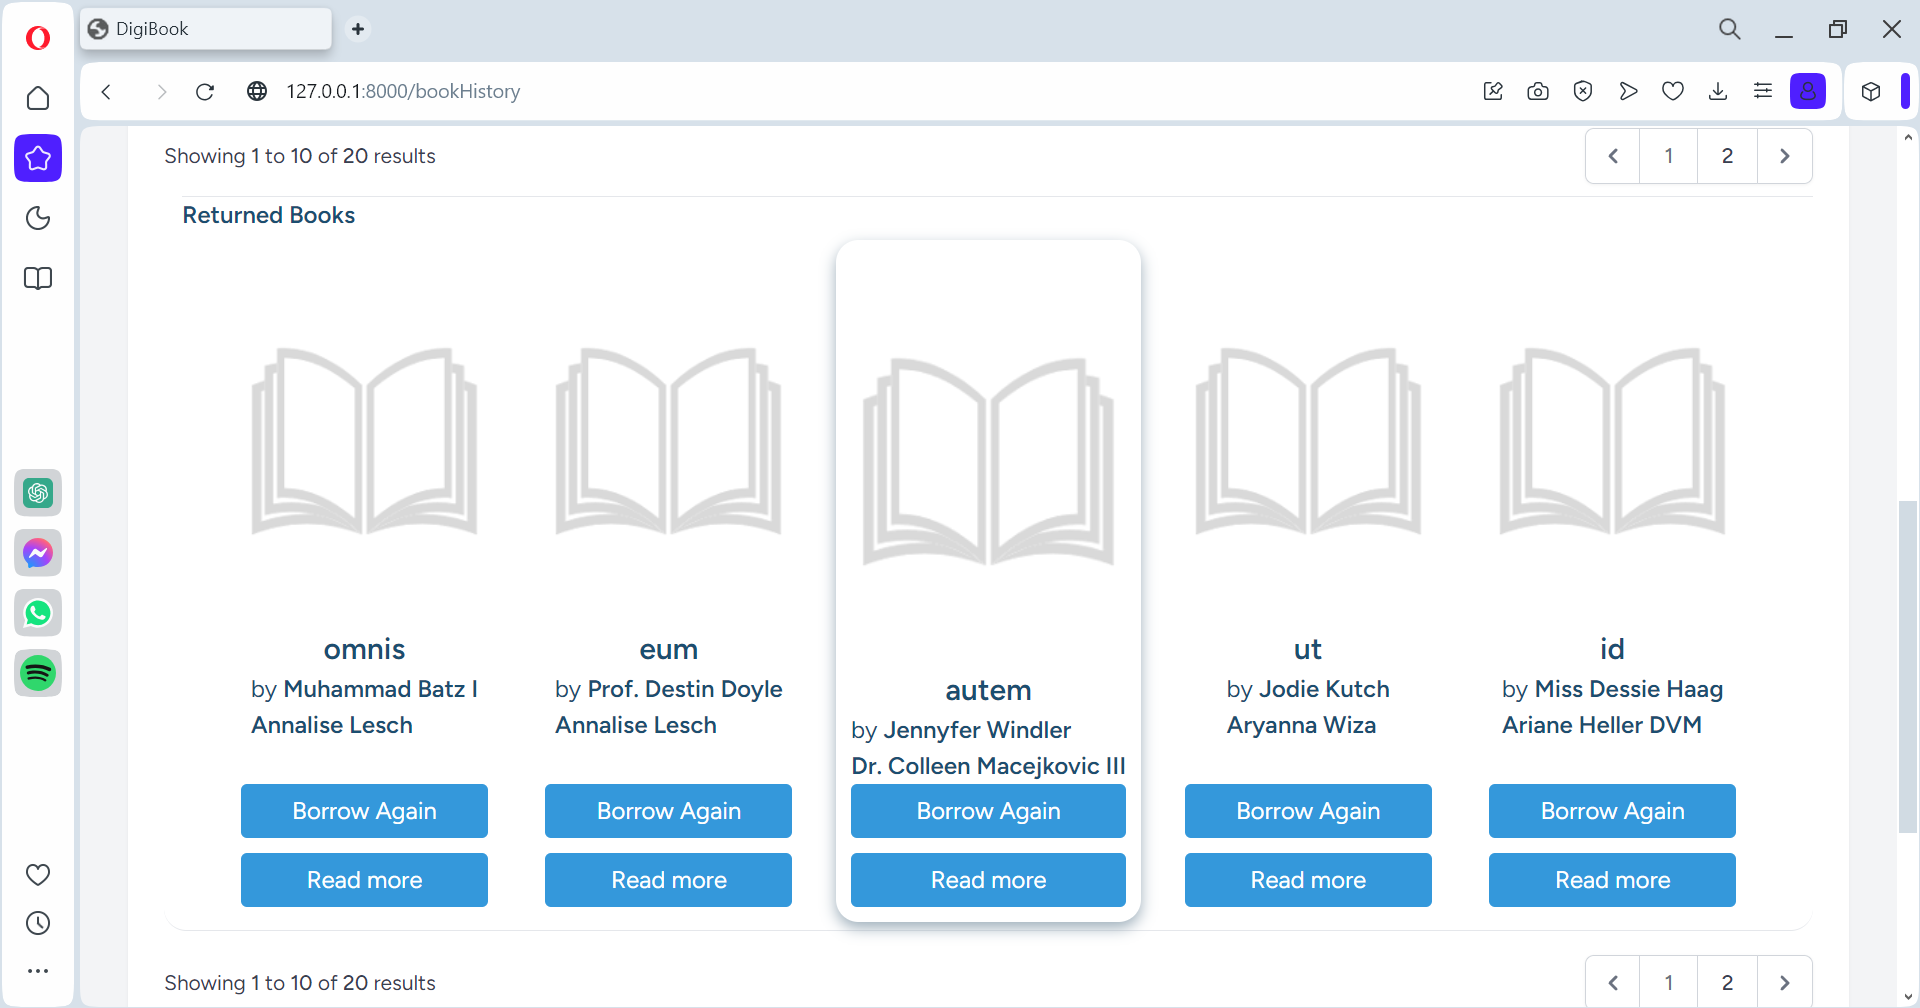 DigiBook
127.0.0.1:8000/bookHistory
Showing 1 to 10 of 20 results
1 2
Returned Books
omnis
by Muhammad Batz I
Annalise Lesch
Borrow Again
Read more
eum
by Prof. Destin Doyle
Annalise Lesch
Borrow Again
Read more
autem
by Jennyfer Windler
Dr. Colleen Macejkovic III
Borrow Again
Read more
ut
by Jodie Kutch
Aryanna Wiza
Borrow Again
Read more
id
by Miss Dessie Haag
Ariane Heller DVM
Borrow Again
Read more
Showing 1 to 10 of 20 results
1 2